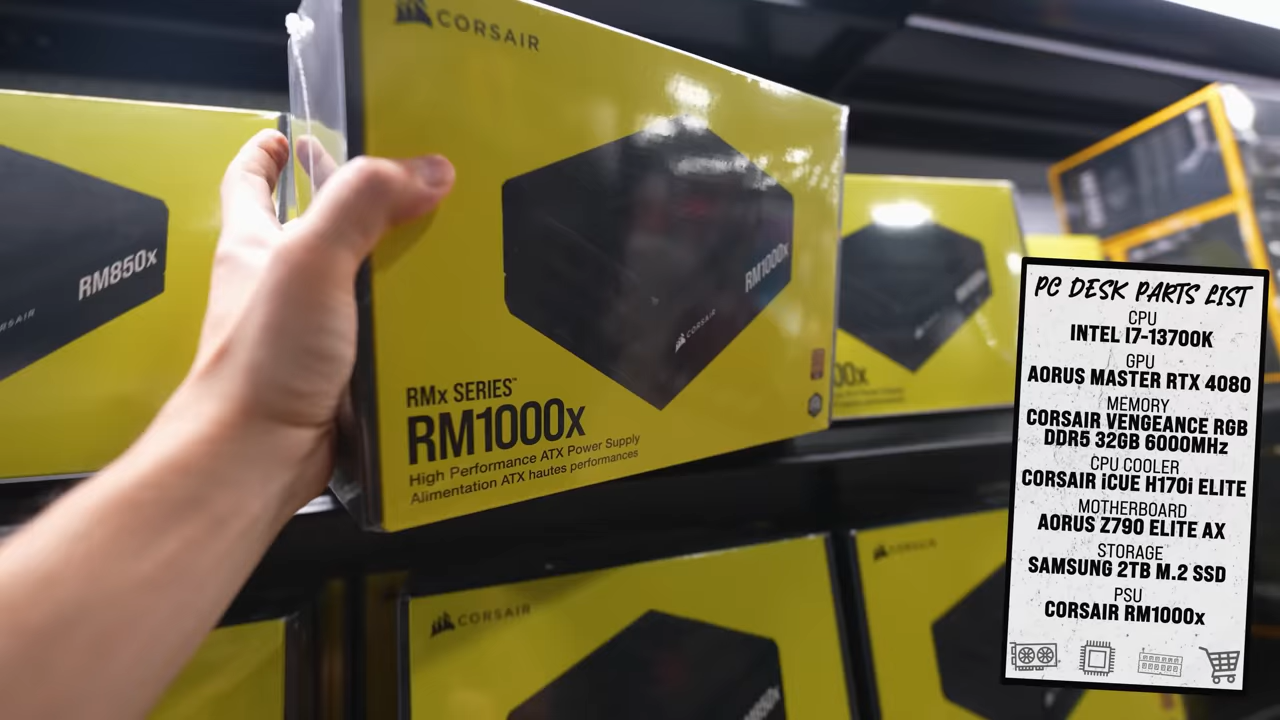 CORSAIR
RM850x
RM1000x
CORSAIR
RMx SERIES™
RM1000x
High Performance ATX Power Supply
Alimentation ATX hautes performances
CORSAIR
CORSAIR
PC DESK PARTS LIST
CPU
INTEL I7-13700K
GPU
AORUS MASTER RTX 4080
MEMORY
CORSAIR VENGEANCE RGB
DDR5 32GB 6000MHz
CPU COOLER
CORSAIR iCUE H170i ELITE
MOTHERBOARD
AORUS Z790 ELITE AX
STORAGE
SAMSUNG 2TB M.2 SSD
PSU
CORSAIR RM1000x